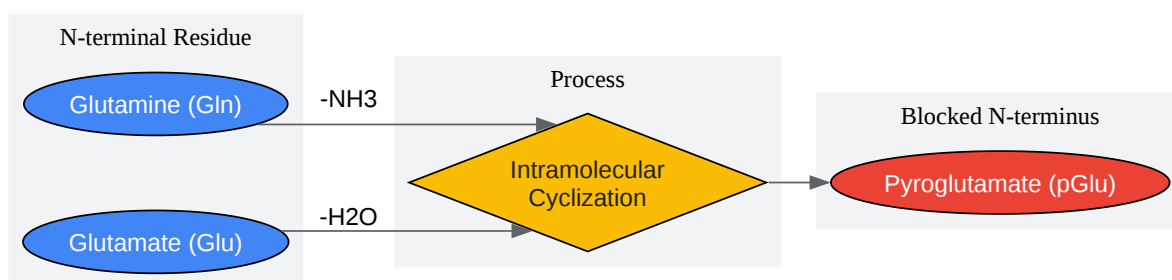 N-terminal Residue
Glutamine (Gln)
-NH3
Glutamate (Glu)
-H2O
Process
Intramolecular
Cyclization
Blocked N-terminus
Pyroglutamate (pGlu)